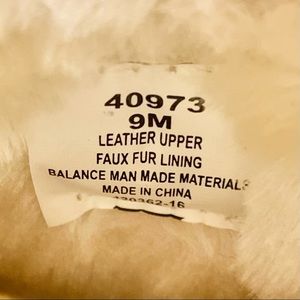 40973
9M
LEATHER UPPER
FAUX FUR LINING
BALANCE MAN MADE MATERIALS
MADE IN CHINA